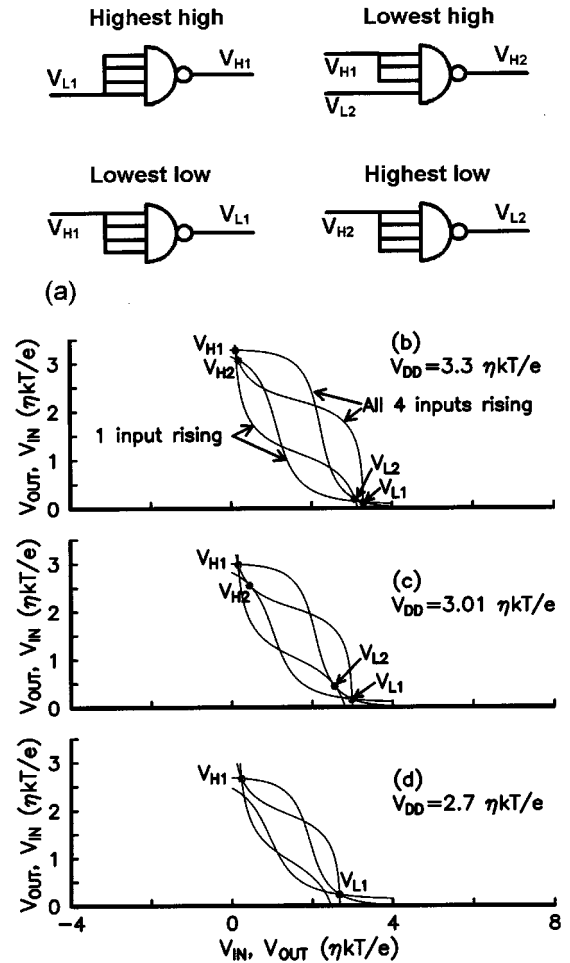 Highest high
Lowest high
V_L1
V_H1
V_H1
V_L2
V_H2
Lowest low
Highest low
V_H1
V_L1
V_H2
V_L2
(a)
V_OUT, V_IN (ηkT/e)
3
2
1
0
V_H1
V_H2
(b)
V_DD=3.3 ηkT/e
All 4 inputs rising
1 input rising
V_L2
V_L1
V_OUT, V_IN (ηkT/e)
3
2
1
0
V_H1
V_H2
(c)
V_DD=3.01 ηkT/e
V_L2
V_L1
V_OUT, V_IN (ηkT/e)
3
2
1
0
V_H1
(d)
V_DD=2.7 ηkT/e
V_L1
-4 0 4 8
V_IN, V_OUT (ηkT/e)